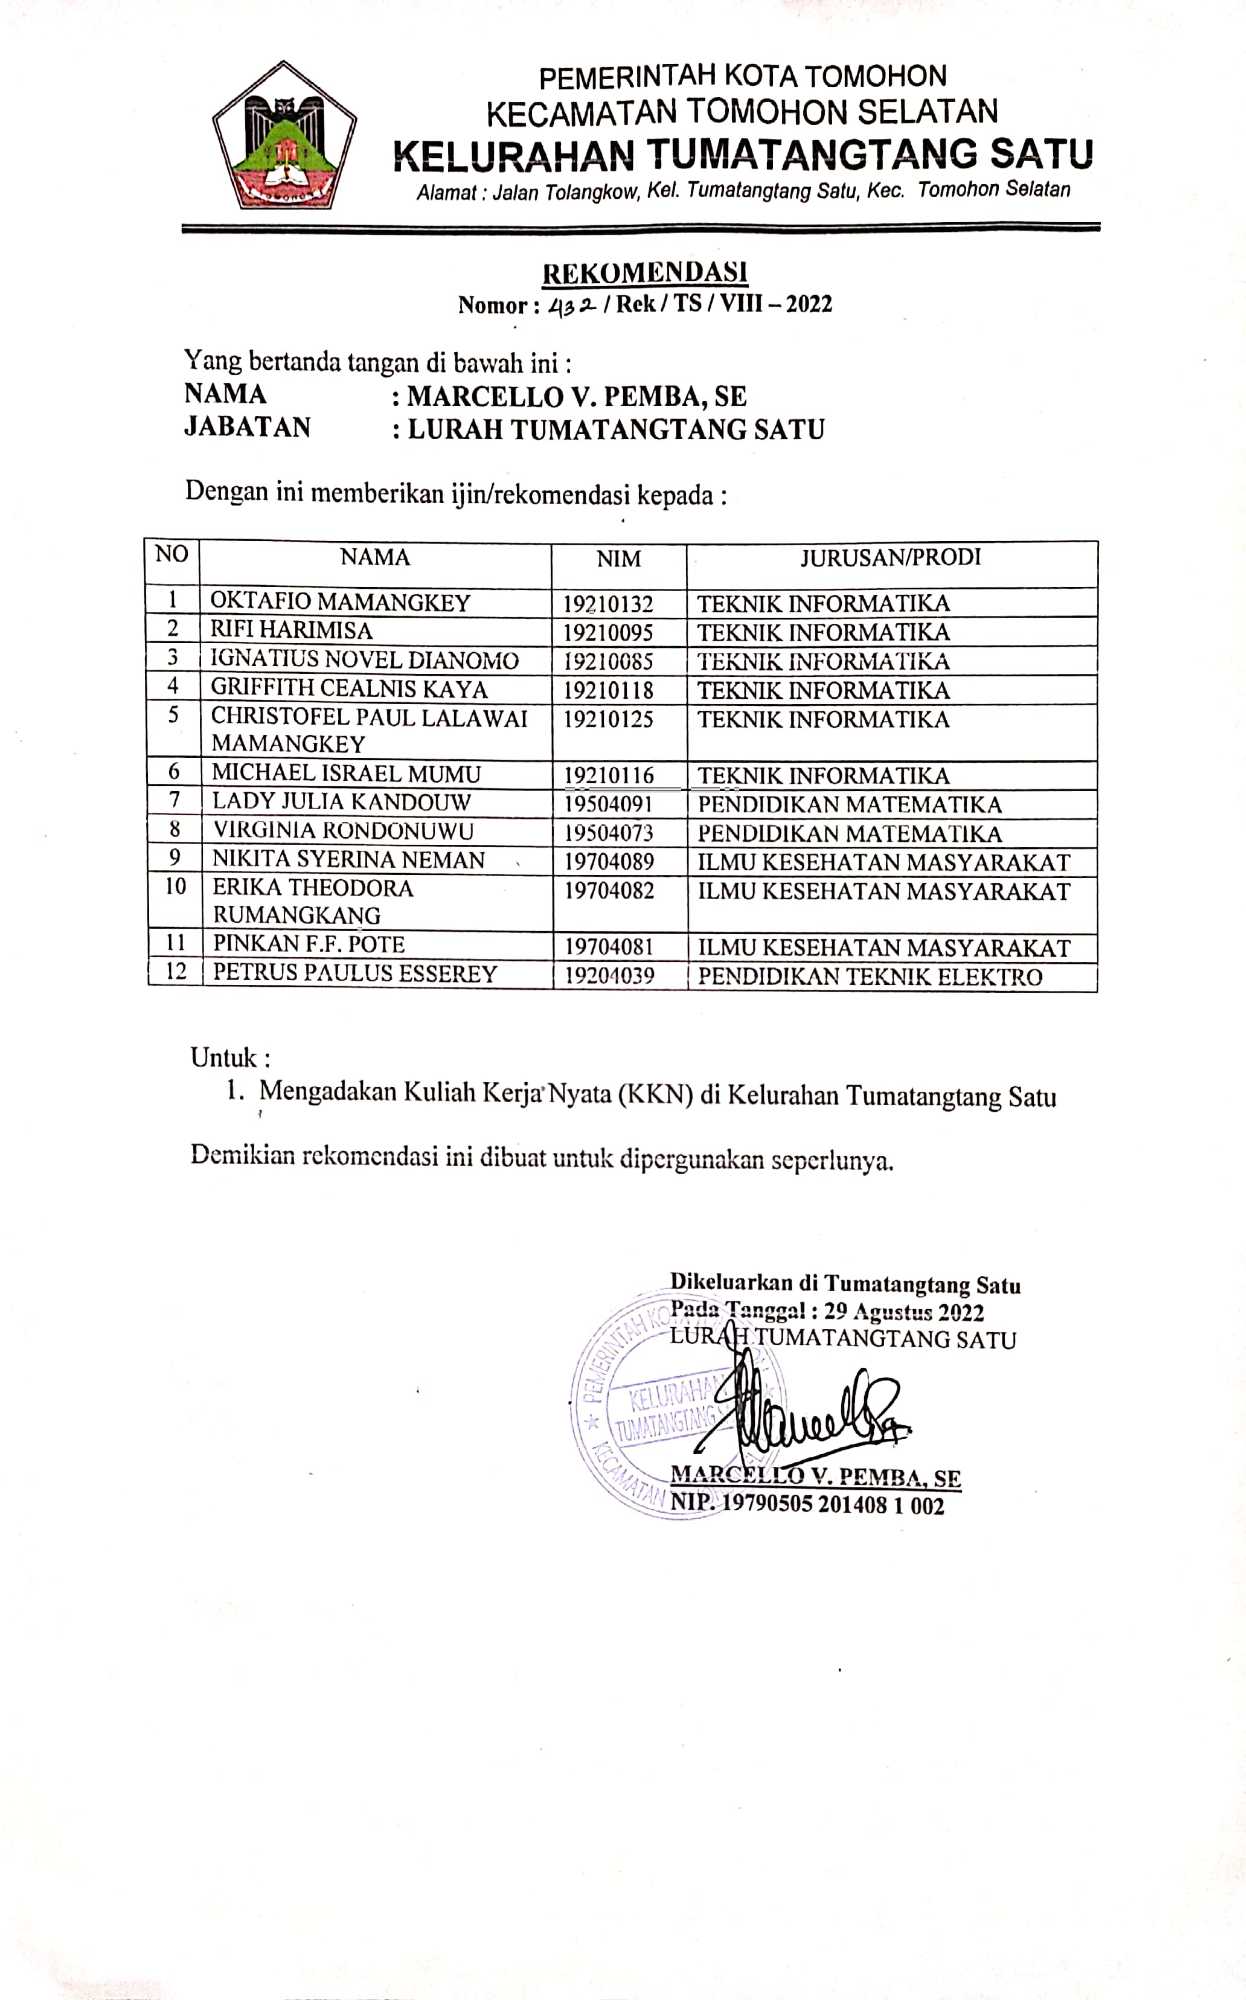 PEMERINTAH KOTA TOMOHON
KECAMATAN TOMOHON SELATAN
KELURAHAN TUMATANGTANG SATU
Alamat : Jalan Tolangkow, Kel. Tumatangtang Satu, Kec. Tomohon Selatan
REKOMENDASI
Nomor : 432 / Rek / TS / VIII – 2022
Yang bertanda tangan di bawah ini :
NAMA : MARCELLO V. PEMBA, SE
JABATAN : LURAH TUMATANGTANG SATU
Dengan ini memberikan ijin/rekomendasi kepada :
NO NAMA NIM JURUSAN/PRODI
1 OKTAFIO MAMANGKEY 19210132 TEKNIK INFORMATIKA
2 RIFI HARIMISA 19210095 TEKNIK INFORMATIKA
3 IGNATIUS NOVEL DIANOMO 19210085 TEKNIK INFORMATIKA
4 GRIFFITH CEALNIS KAYA 19210118 TEKNIK INFORMATIKA
5 CHRISTOFEL PAUL LALAWAI 19210125 TEKNIK INFORMATIKA
MAMANGKEY
6 MICHAEL ISRAEL MUMU 19210116 TEKNIK INFORMATIKA
7 LADY JULIA KANDOUW 19504091 PENDIDIKAN MATEMATIKA
8 VIRGINIA RONDONUWU 19504073 PENDIDIKAN MATEMATIKA
9 NIKITA SYERINA NEMAN 19704089 ILMU KESEHATAN MASYARAKAT
10 ERIKA THEODORA 19704082 ILMU KESEHATAN MASYARAKAT
RUMANGKANG
11 PINKAN F.F. POTE 19704081 ILMU KESEHATAN MASYARAKAT
12 PETRUS PAULUS ESSEREY 19204039 PENDIDIKAN TEKNIK ELEKTRO
Untuk :
1. Mengadakan Kuliah Kerja Nyata (KKN) di Kelurahan Tumatangtang Satu
Demikian rekomendasi ini dibuat untuk dipergunakan seperlunya.
Dikeluarkan di Tumatangtang Satu
Pada Tanggal : 29 Agustus 2022
LURAH TUMATANGTANG SATU
PEMERINTAH KOTA
KELURAHAN
TUMATANGTANG
KECAMATAN
MARCELLO V. PEMBA, SE
NIP. 19790505 201408 1 002